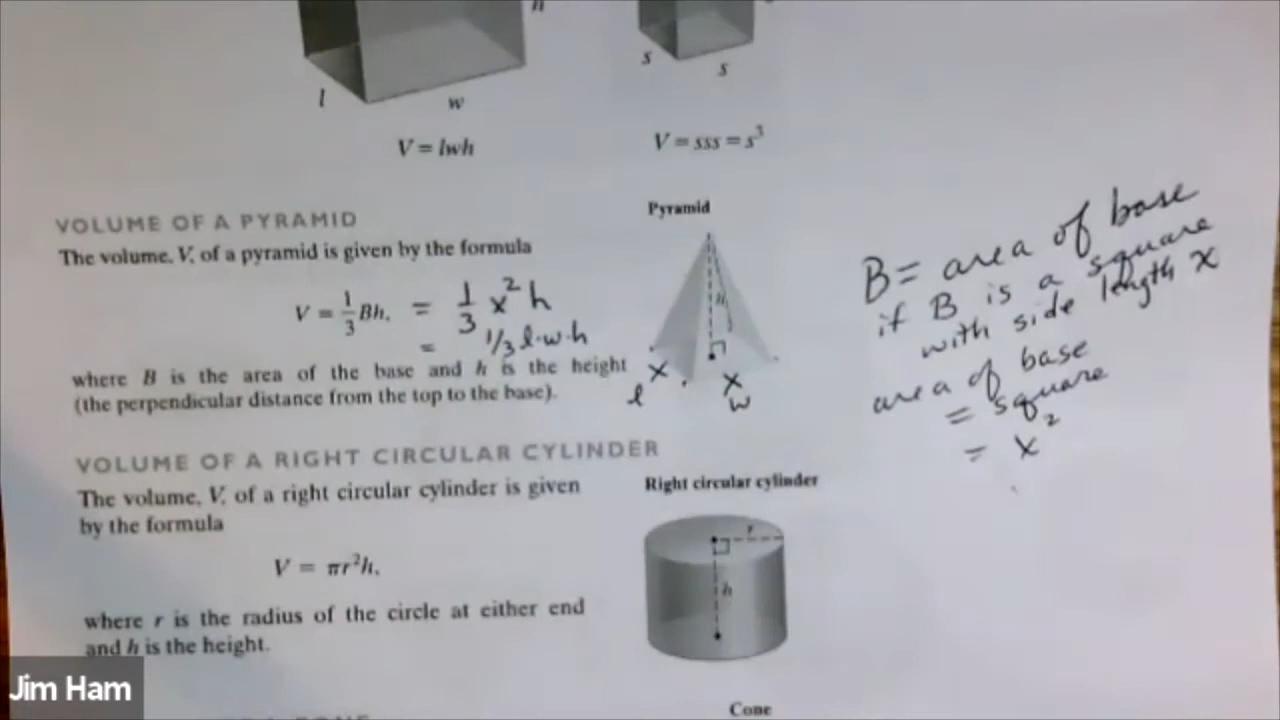 h
l
w
s
s
V = lwh
V = sss = s³
VOLUME OF A PYRAMID
The volume, V, of a pyramid is given by the formula
V = 1/3 Bh, = 1/3 x² h
= 1/3 l·w·h
where B is the area of the base and h is the height
(the perpendicular distance from the top to the base).
Pyramid
h
x
x
l
w
B = area of base
if B is a square
with side length x
area of base
= square
= x²
VOLUME OF A RIGHT CIRCULAR CYLINDER
The volume, V, of a right circular cylinder is given
by the formula
V = πr²h,
where r is the radius of the circle at either end
and h is the height.
Right circular cylinder
r
h
Cone
Jim Ham